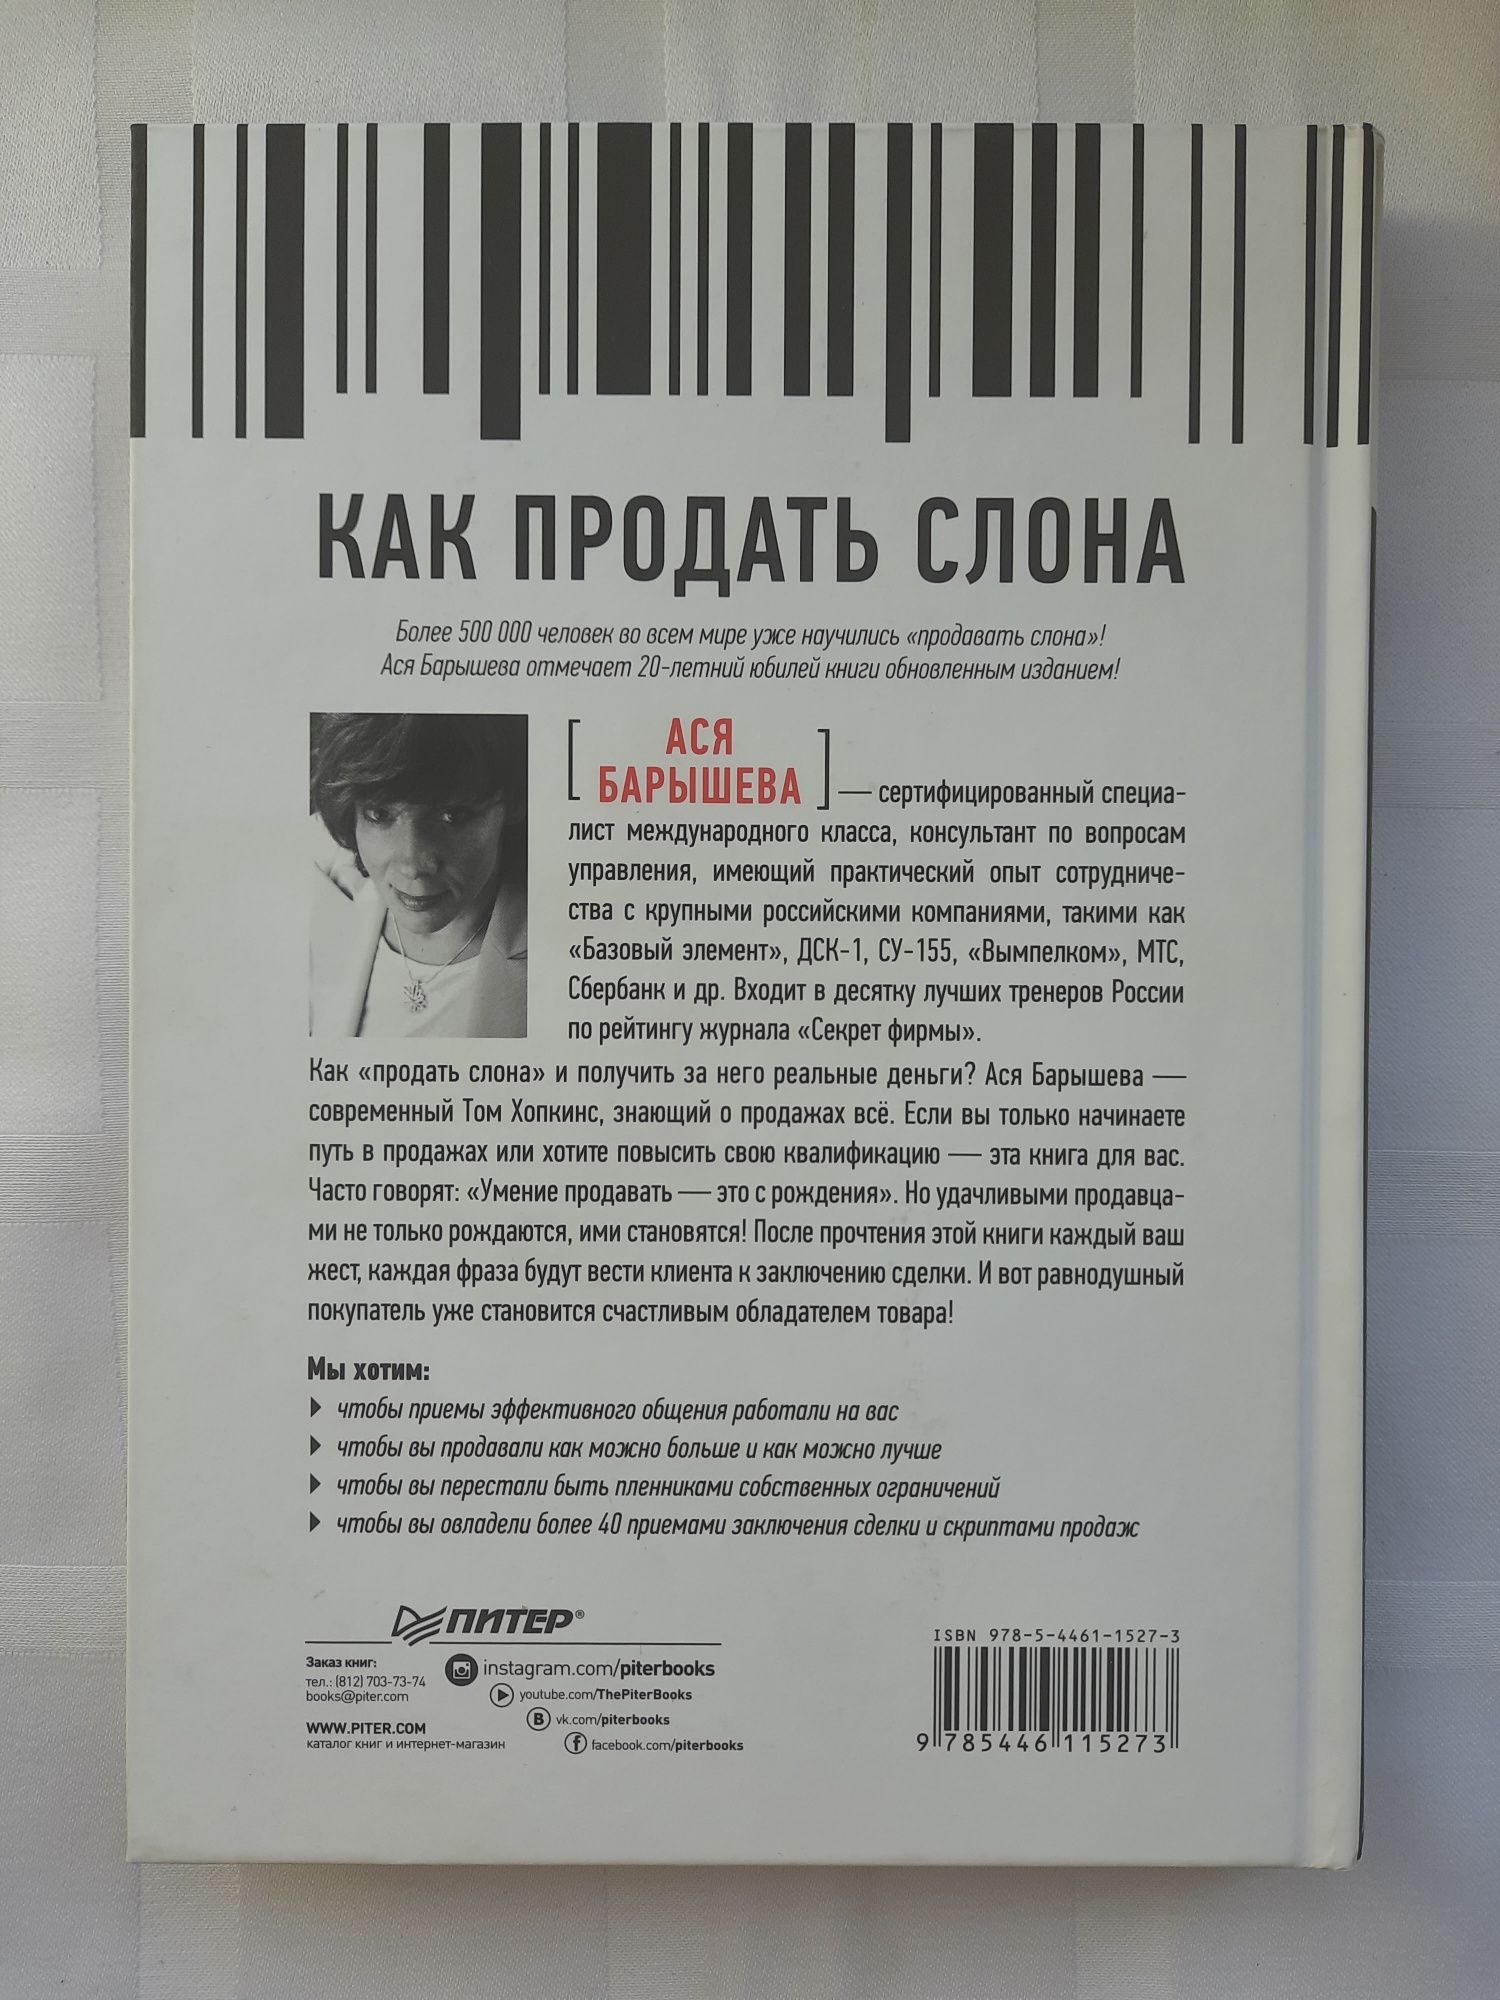 КАК ПРОДАТЬ СЛОНА
Более 500 000 человек во всем мире уже научились «продавать слона»!
Ася Барышева отмечает 20-летний юбилей книги обновленным изданием!
[АСЯ
БАРЫШЕВА] — сертифицированный специа-
лист международного класса, консультант по вопросам
управления, имеющий практический опыт сотрудниче-
ства с крупными российскими компаниями, такими как
«Базовый элемент», ДСК-1, СУ-155, «Вымпелком», МТС,
Сбербанк и др. Входит в десятку лучших тренеров России
по рейтингу журнала «Секрет фирмы».
Как «продать слона» и получить за него реальные деньги? Ася Барышева —
современный Том Хопкинс, знающий о продажах всё. Если вы только начинаете
путь в продажах или хотите повысить свою квалификацию — эта книга для вас.
Часто говорят: «Умение продавать — это с рождения». Но удачливыми продавца-
ми не только рождаются, ими становятся! После прочтения этой книги каждый ваш
жест, каждая фраза будут вести клиента к заключению сделки. И вот равнодушный
покупатель уже становится счастливым обладателем товара!
Мы хотим:
чтобы приемы эффективного общения работали на вас
чтобы вы продавали как можно больше и как можно лучше
чтобы вы перестали быть пленниками собственных ограничений
чтобы вы овладели более 40 приемами заключения сделки и скриптами продаж
ПИТЕР®
Заказ книг:
тел.: (812) 703-73-74
books@piter.com
WWW.PITER.COM
каталог книг и интернет-магазин
instagram.com/piterbooks
youtube.com/ThePiterBooks
B vk.com/piterbooks
f facebook.com/piterbooks
ISBN 978-5-4461-1527-3
9 785446 115273